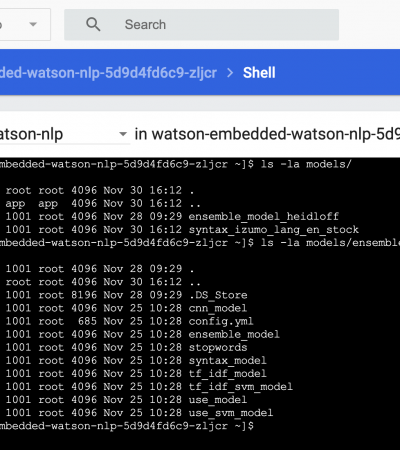 Search
ded-watson-nlp-5d9d4fd6c9-zljcr > Shell
atson-nlp in watson-embedded-watson-nlp-5d9
mbedded-watson-nlp-5d9d4fd6c9-zljcr ~]$ ls -la models/
root root 4096 Nov 30 16:12 .
app app 4096 Nov 30 16:12 ..
1001 root 4096 Nov 28 09:29 ensemble_model_heidloff
1001 root 4096 Nov 30 16:12 syntax_izumo_lang_en_stock
mbedded-watson-nlp-5d9d4fd6c9-zljcr ~]$ ls -la models/ensemble
1001 root 4096 Nov 28 09:29 .
root root 4096 Nov 30 16:12 ..
1001 root 8196 Nov 28 09:29 .DS_Store
1001 root 4096 Nov 25 10:28 cnn_model
1001 root 685 Nov 25 10:28 config.yml
1001 root 4096 Nov 25 10:28 ensemble_model
1001 root 4096 Nov 25 10:28 stopwords
1001 root 4096 Nov 25 10:28 syntax_model
1001 root 4096 Nov 25 10:28 tf_idf_model
1001 root 4096 Nov 25 10:28 tf_idf_svm_model
1001 root 4096 Nov 25 10:28 use_model
1001 root 4096 Nov 25 10:28 use_svm_model
mbedded-watson-nlp-5d9d4fd6c9-zljcr ~]$